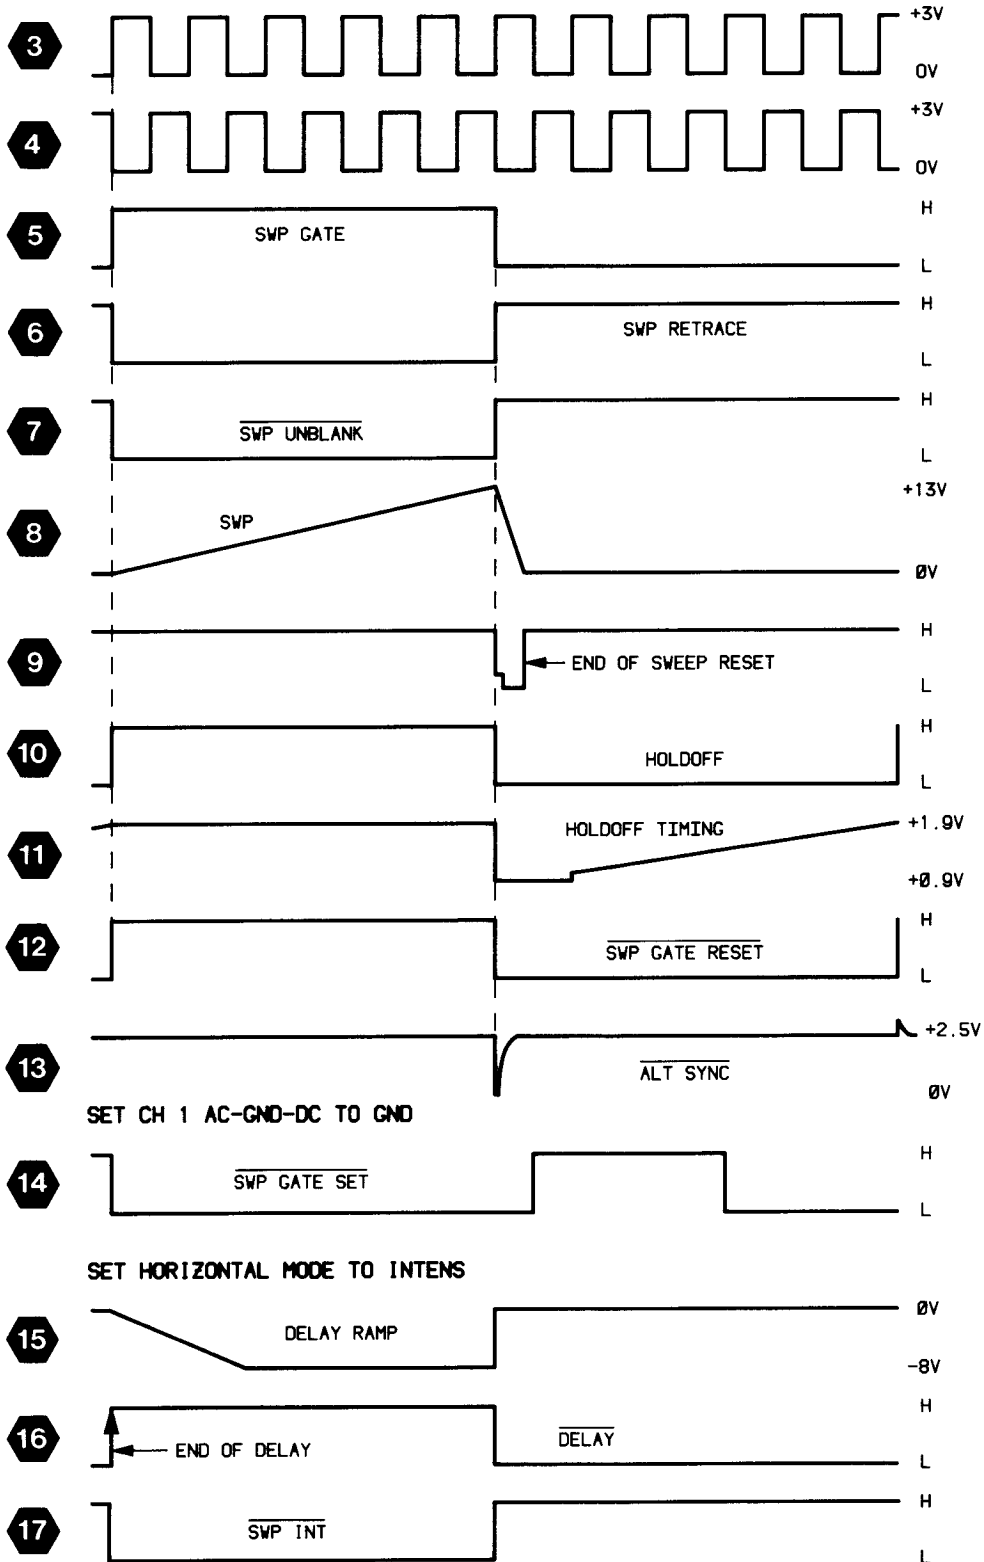 3
+3V
0V
4
+3V
0V
5
SWP GATE
H
L
6
SWP RETRACE
H
L
7
SWP UNBLANK
H
L
8
SWP
+13V
0V
9
END OF SWEEP RESET
H
L
10
HOLDOFF
H
L
11
HOLDOFF TIMING
+1.9V
+0.9V
12
SWP GATE RESET
H
L
13
ALT SYNC
+2.5V
0V
SET CH 1 AC-GND-DC TO GND
14
SWP GATE SET
H
L
SET HORIZONTAL MODE TO INTENS
15
DELAY RAMP
0V
-8V
16
END OF DELAY
DELAY
H
L
17
SWP INT
H
L